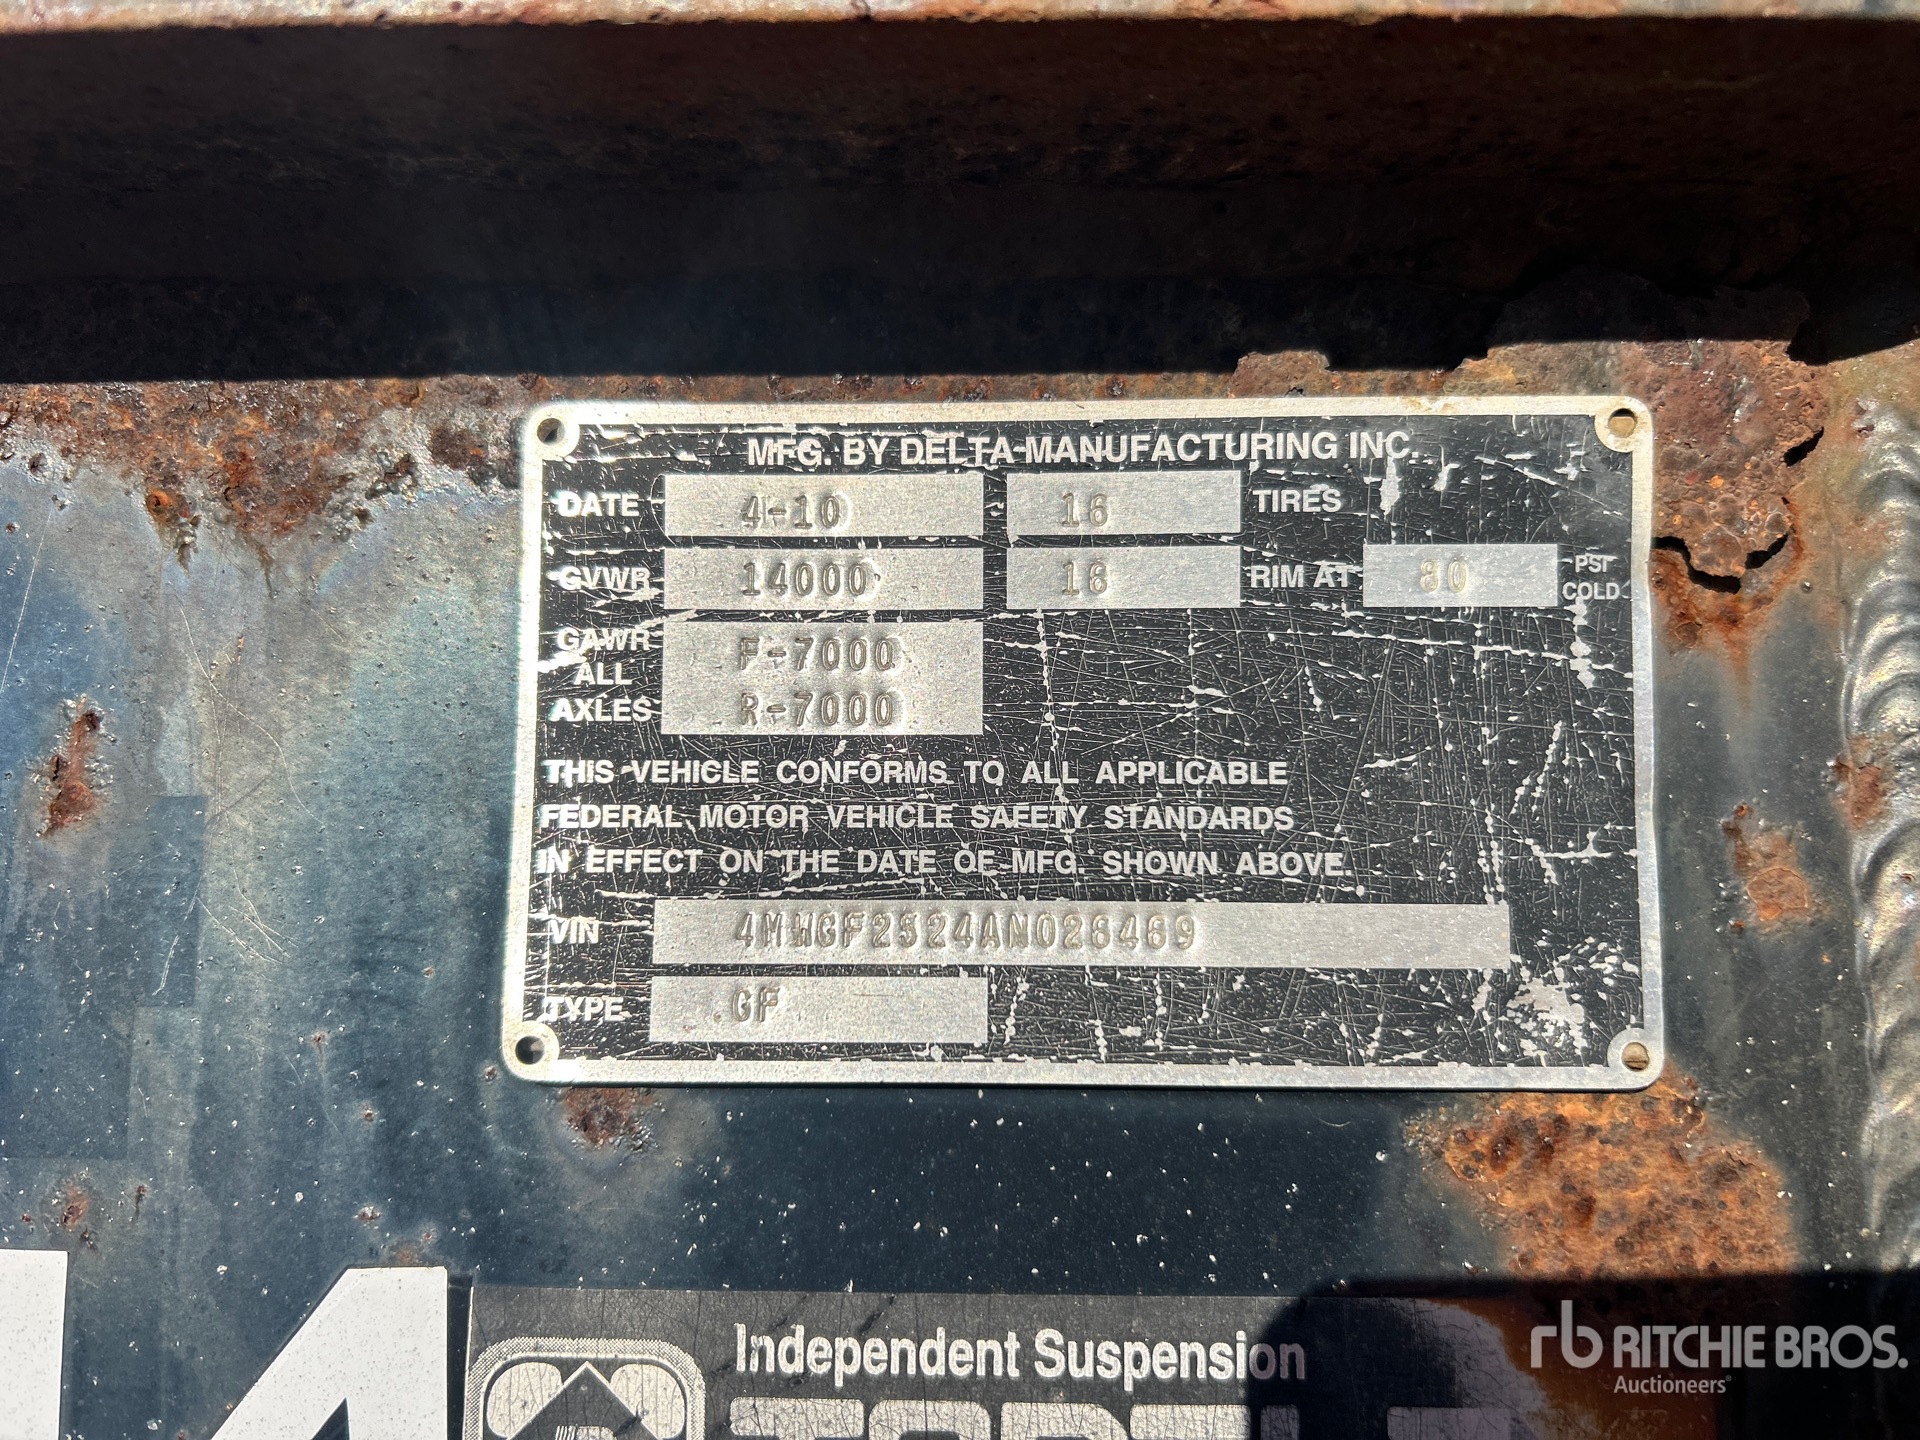 MFG. BY DELTA MANUFACTURING INC.
DATE 4-10 16 TIRES
GVWR 14000 16 RIM AT 80 PSI COLD
GAWR ALL AXLES F-7000
R-7000
THIS VEHICLE CONFORMS TO ALL APPLICABLE
FEDERAL MOTOR VEHICLE SAFETY STANDARDS
IN EFFECT ON THE DATE OF MFG. SHOWN ABOVE.
VIN 4MWGF2524AN026469
TYPE GF
14
Independent Suspension
rb RITCHIE BROS.
Auctioneers